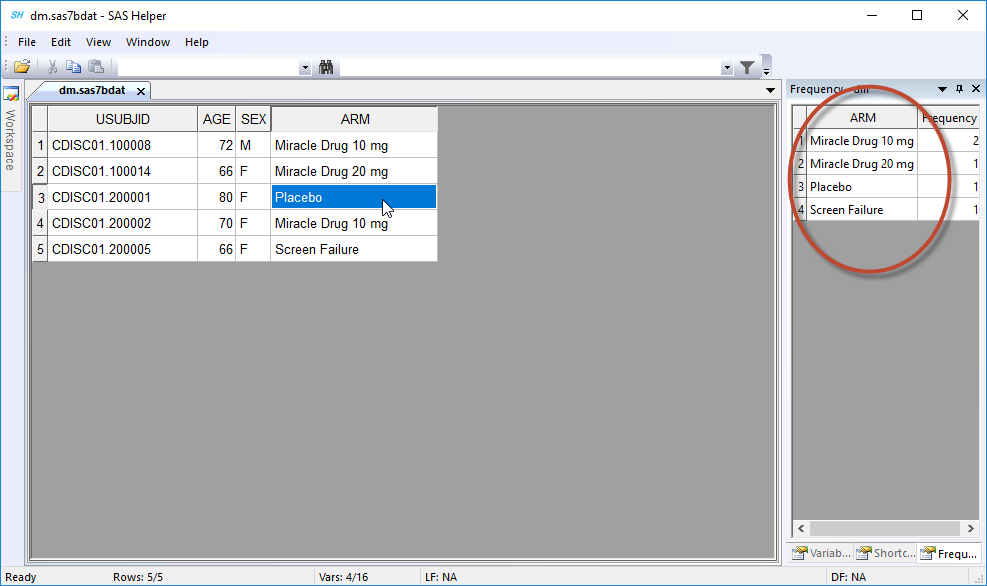 SH dm.sas7bdat - SAS Helper
File Edit View Window Help
dm.sas7bdat
Workspace
USUBJID AGE SEX ARM
1 CDISC01.100008 72 M Miracle Drug 10 mg
2 CDISC01.100014 66 F Miracle Drug 20 mg
3 CDISC01.200001 80 F Placebo
4 CDISC01.200002 70 F Miracle Drug 10 mg
5 CDISC01.200005 66 F Screen Failure
Frequency - dm
ARM Frequency
1 Miracle Drug 10 mg 2
2 Miracle Drug 20 mg 1
3 Placebo 1
4 Screen Failure 1
Variab... Shortc... Frequ...
Ready Rows: 5/5 Vars: 4/16 LF: NA DF: NA